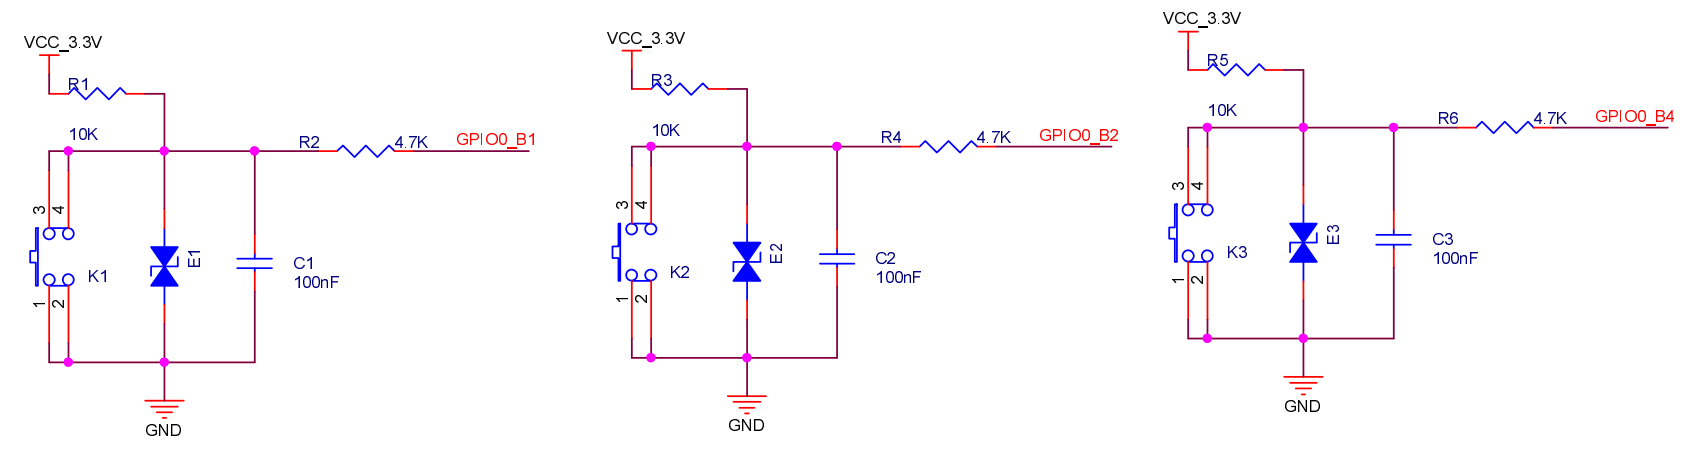 VCC_3.3V
R1
10K
R2
4.7K
GPIO0_B1
3
4
K1
1
2
E1
C1
100nF
GND
VCC_3.3V
R3
10K
R4
4.7K
GPIO0_B2
3
4
K2
1
2
E2
C2
100nF
GND
VCC_3.3V
R5
10K
R6
4.7K
GPIO0_B4
3
4
K3
1
2
E3
C3
100nF
GND